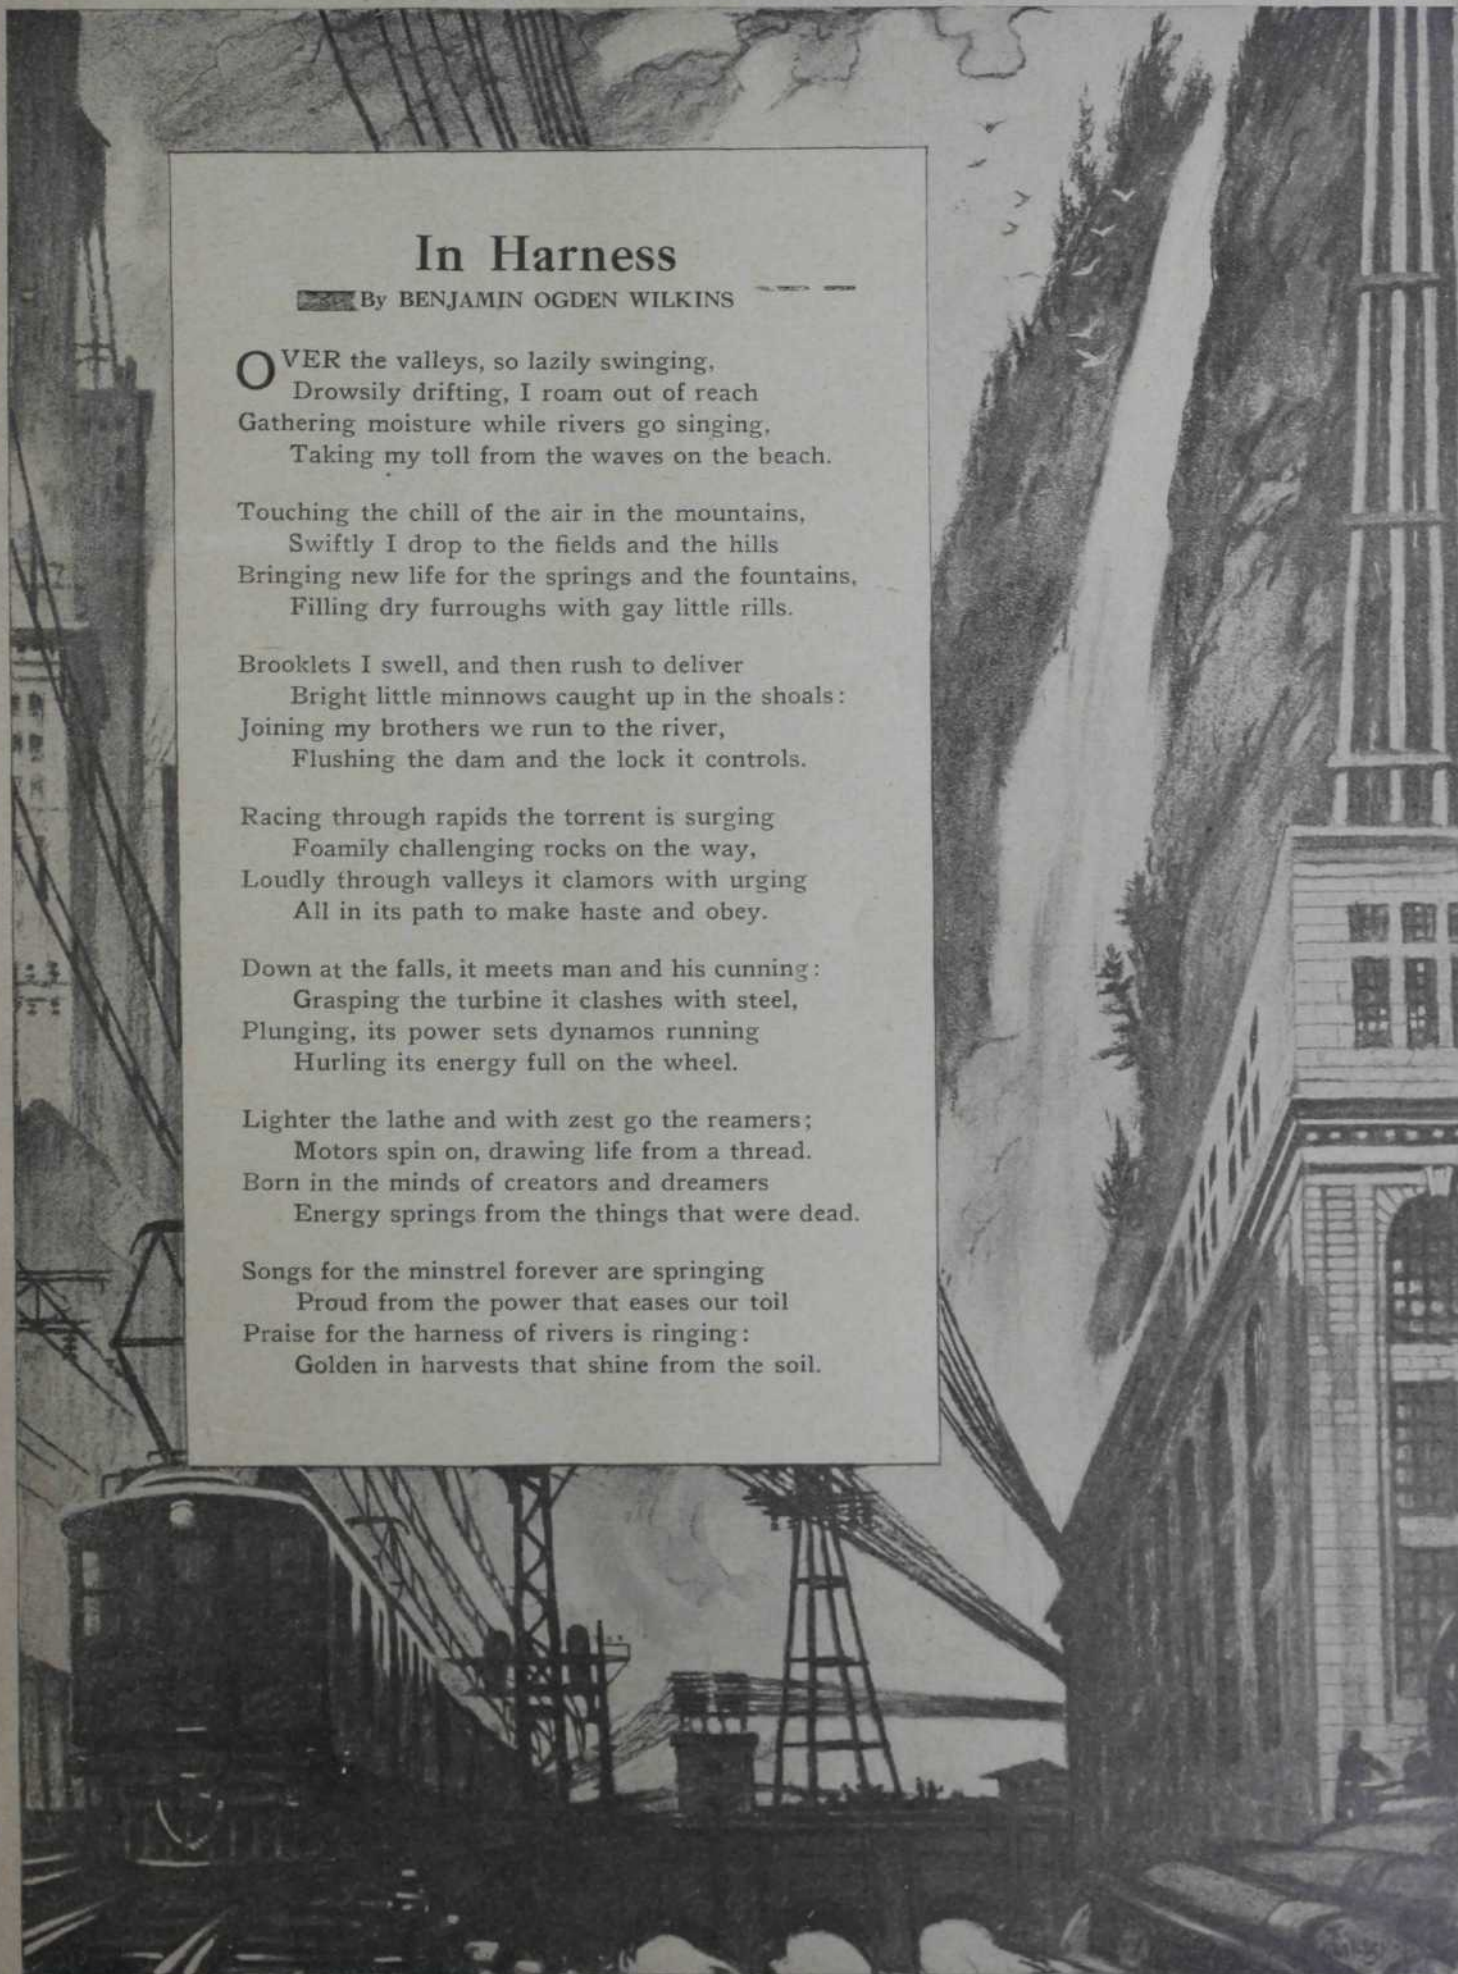 In Harness
By BENJAMIN OGDEN WILKINS
OVER the valleys, so lazily swinging,
Drowsily drifting, I roam out of reach
Gathering moisture while rivers go singing,
Taking my toll from the waves on the beach.
Touching the chill of the air in the mountains,
Swiftly I drop to the fields and the hills
Bringing new life for the springs and the fountains,
Filling dry furroughs with gay little rills.
Brooklets I swell, and then rush to deliver
Bright little minnows caught up in the shoals:
Joining my brothers we run to the river,
Flushing the dam and the lock it controls.
Racing through rapids the torrent is surging
Foamily challenging rocks on the way,
Loudly through valleys it clamors with urging
All in its path to make haste and obey.
Down at the falls, it meets man and his cunning:
Grasping the turbine it clashes with steel,
Plunging, its power sets dynamos running
Hurling its energy full on the wheel.
Lighter the lathe and with zest go the reamers;
Motors spin on, drawing life from a thread.
Born in the minds of creators and dreamers
Energy springs from the things that were dead.
Songs for the minstrel forever are springing
Proud from the power that eases our toil
Praise for the harness of rivers is ringing:
Golden in harvests that shine from the soil.